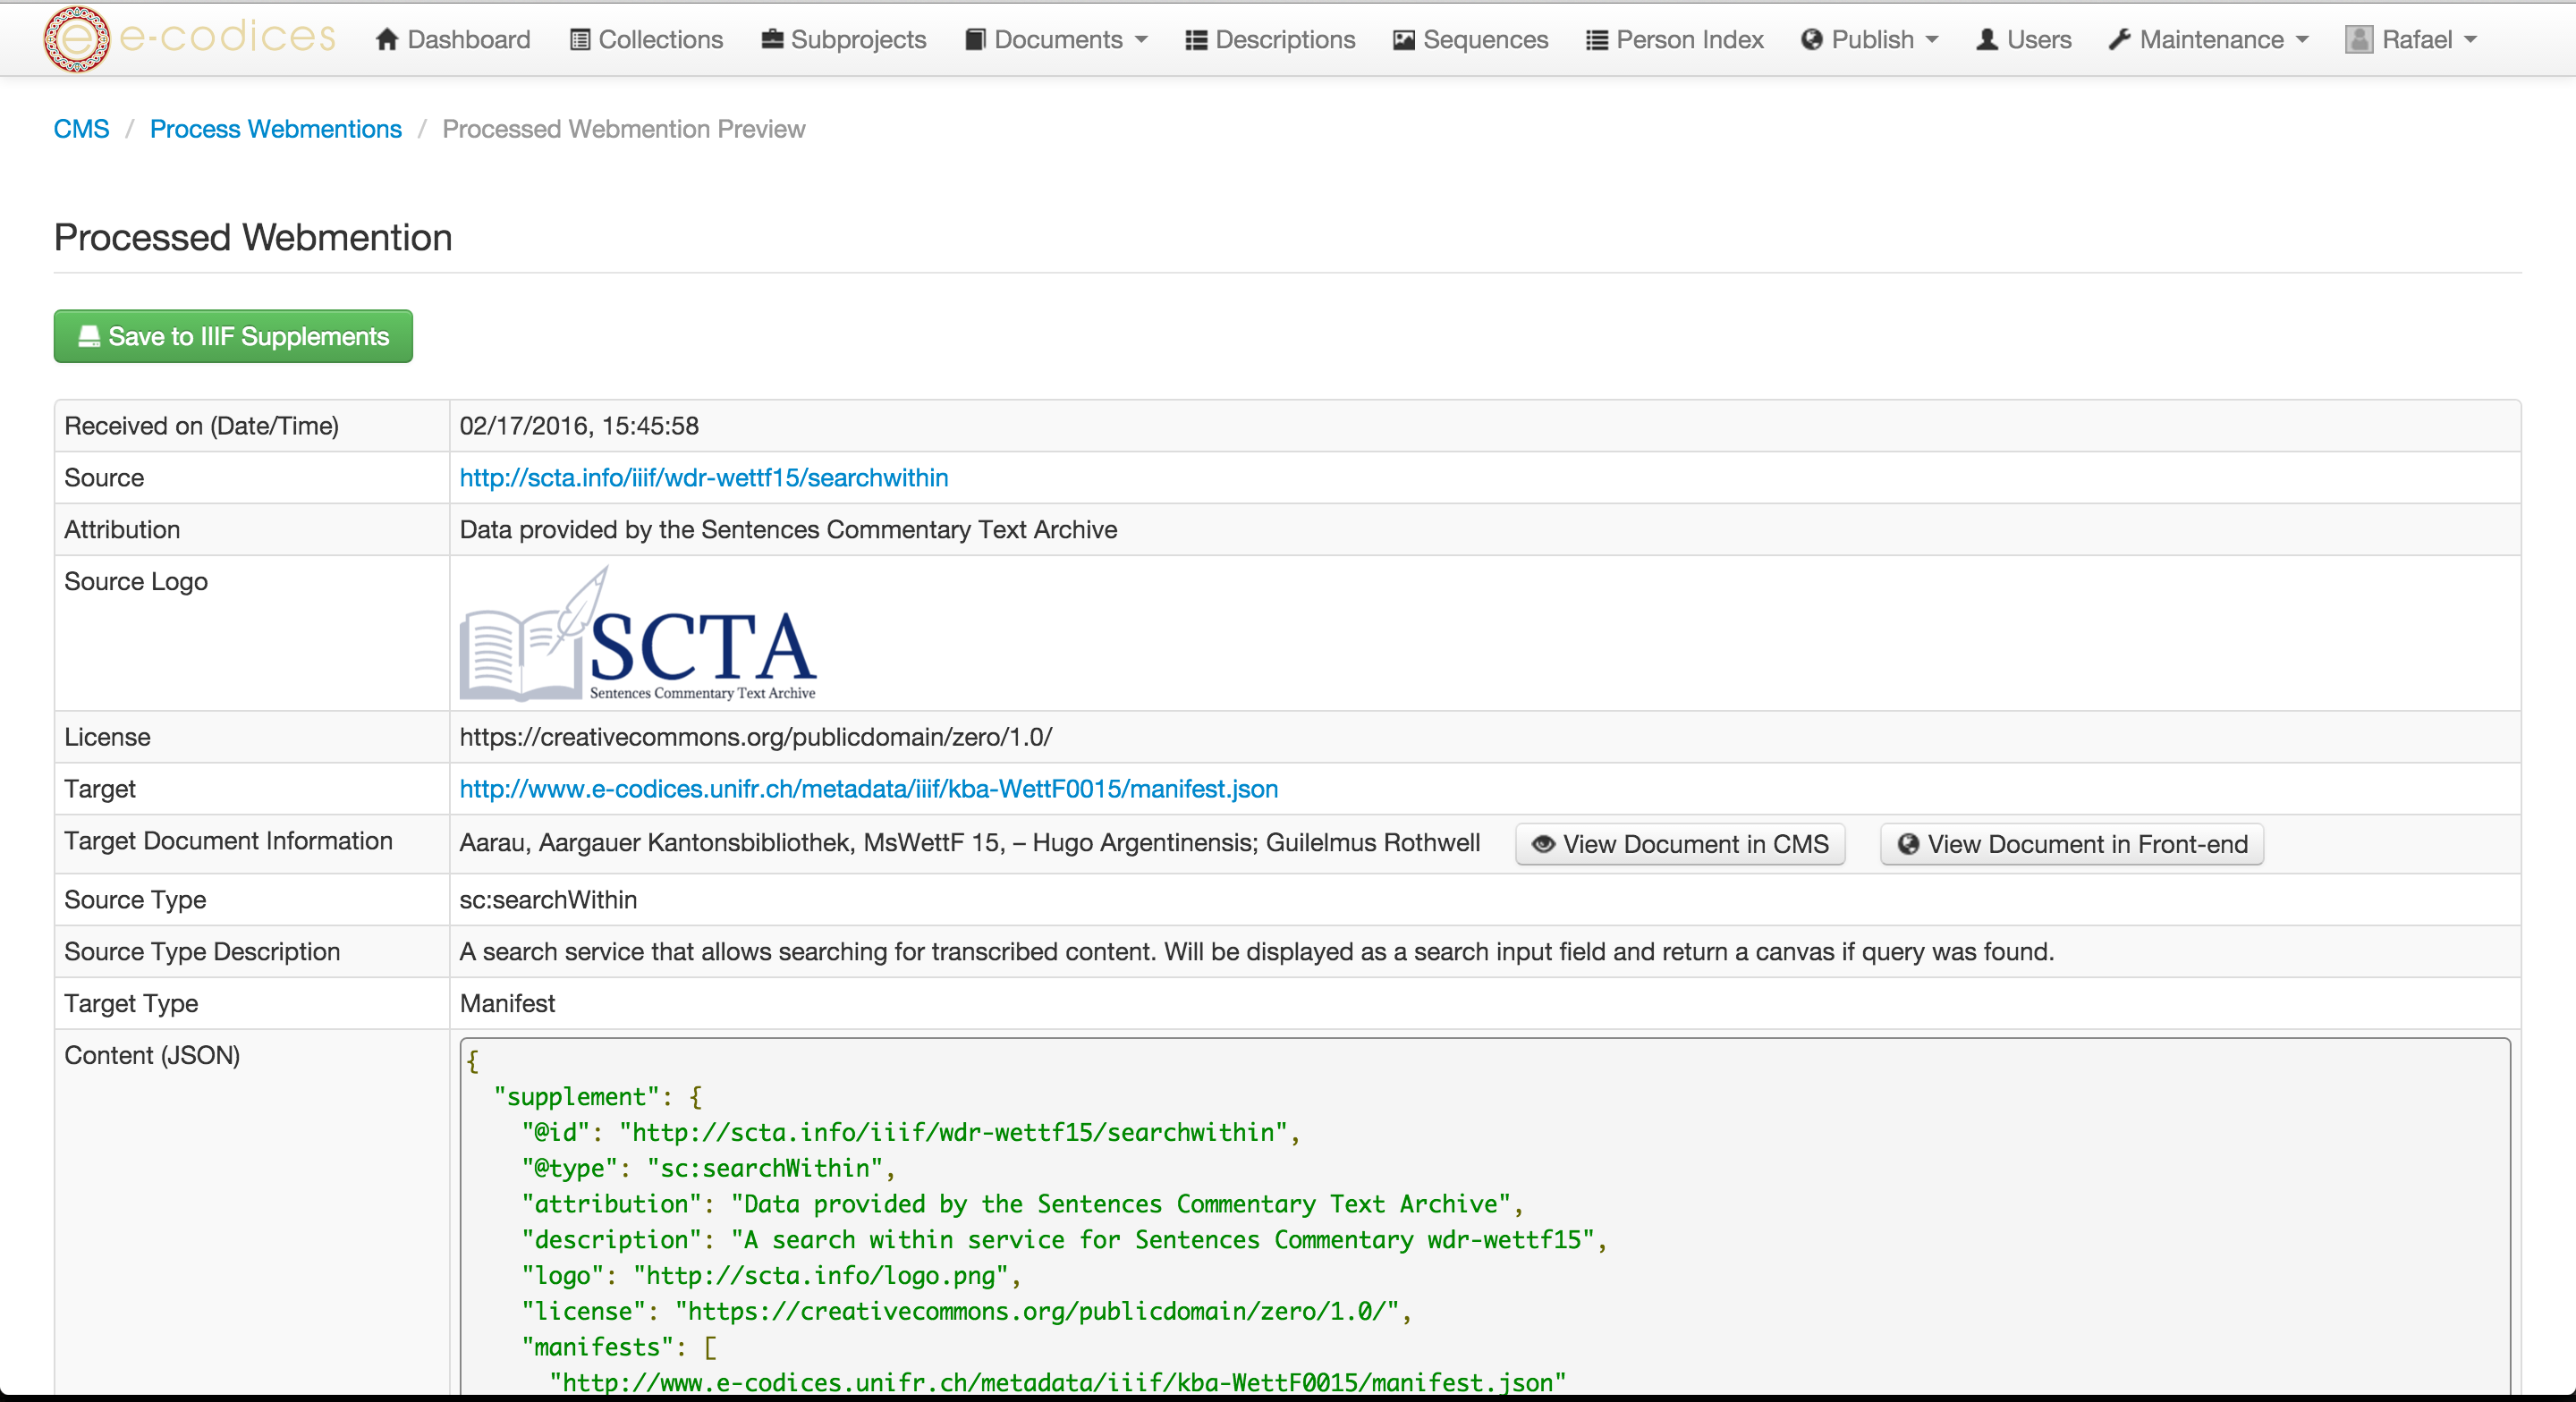 e-codices Dashboard Collections Subprojects Documents Descriptions Sequences Person Index Publish Users Maintenance Rafael
CMS / Process Webmentions / Processed Webmention Preview
Processed Webmention
Save to IIIF Supplements
Received on (Date/Time) 02/17/2016, 15:45:58
Source http://scta.info/iiif/wdr-wettf15/searchwithin
Attribution Data provided by the Sentences Commentary Text Archive
Source Logo
SCTA
Sentences Commentary Text Archive
License https://creativecommons.org/publicdomain/zero/1.0/
Target http://www.e-codices.unifr.ch/metadata/iiif/kba-WettF0015/manifest.json
Target Document Information Aarau, Aargauer Kantonsbibliothek, MsWettF 15, – Hugo Argentinensis; Guilelmus Rothwell View Document in CMS View Document in Front-end
Source Type sc:searchWithin
Source Type Description A search service that allows searching for transcribed content. Will be displayed as a search input field and return a canvas if query was found.
Target Type Manifest
Content (JSON) {
"supplement": {
"@id": "http://scta.info/iiif/wdr-wettf15/searchwithin",
"@type": "sc:searchWithin",
"attribution": "Data provided by the Sentences Commentary Text Archive",
"description": "A search within service for Sentences Commentary wdr-wettf15",
"logo": "http://scta.info/logo.png",
"license": "https://creativecommons.org/publicdomain/zero/1.0/",
"manifests": [
"http://www.e-codices.unifr.ch/metadata/iiif/kba-WettF0015/manifest.json"